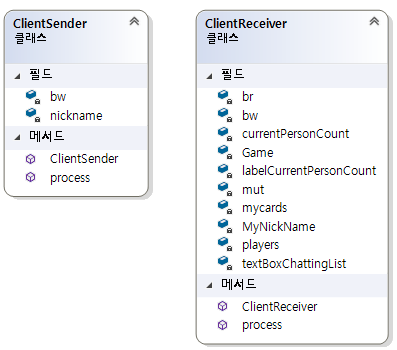 ClientSender
클래스
필드
bw
nickname
메서드
ClientSender
process
ClientReceiver
클래스
필드
br
bw
currentPersonCount
Game
labelCurrentPersonCount
mut
mycards
MyNickName
players
textBoxChattingList
메서드
ClientReceiver
process